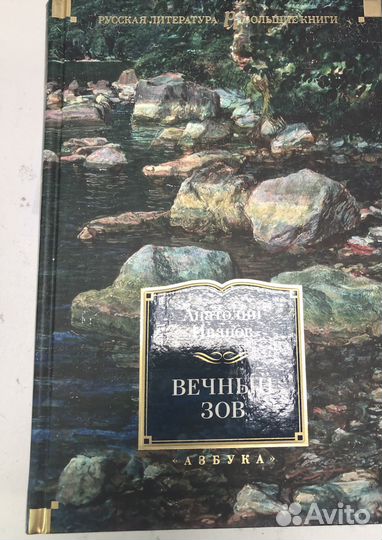 РУССКАЯ ЛИТЕРАТУРА БОЛЬШИЕ КНИГИ
Анатолий
Иванов
ВЕЧНЫЙ
ЗОВ
«АЗБУКА»
Avito